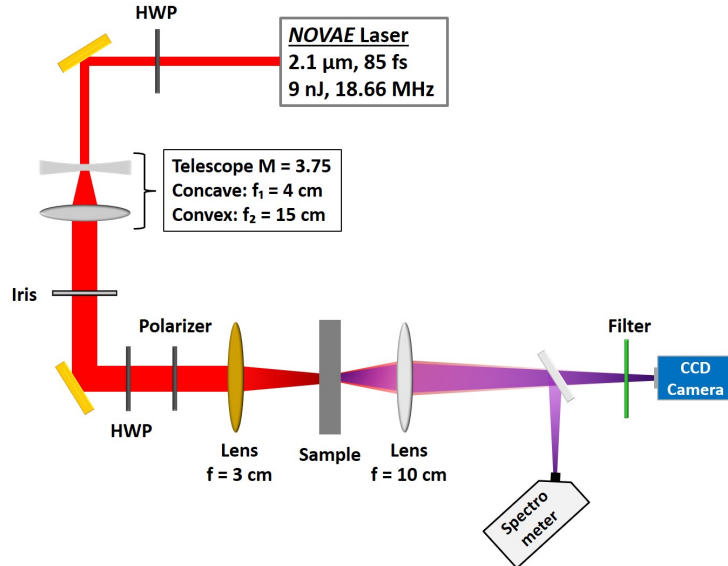 HWP
NOVAE Laser
2.1 µm, 85 fs
9 nJ, 18.66 MHz
Telescope M = 3.75
Concave: f₁ = 4 cm
Convex: f₂ = 15 cm
Iris
Polarizer
Filter
CCD
Camera
HWP
Lens
f = 3 cm
Sample
Lens
f = 10 cm
Spectro
meter